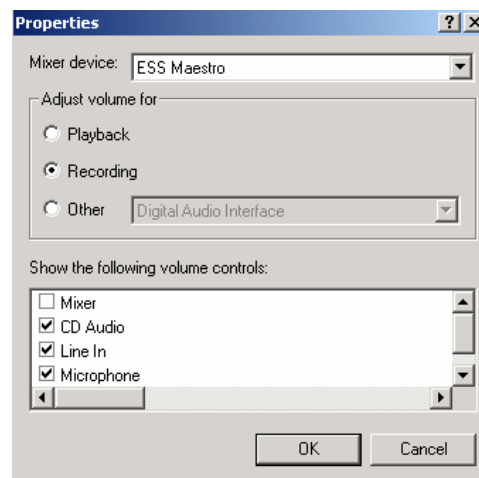 Properties
Mixer device: ESS Maestro
Adjust volume for
Playback
Recording
Other Digital Audio Interface
Show the following volume controls:
Mixer
CD Audio
Line In
Microphone
OK Cancel